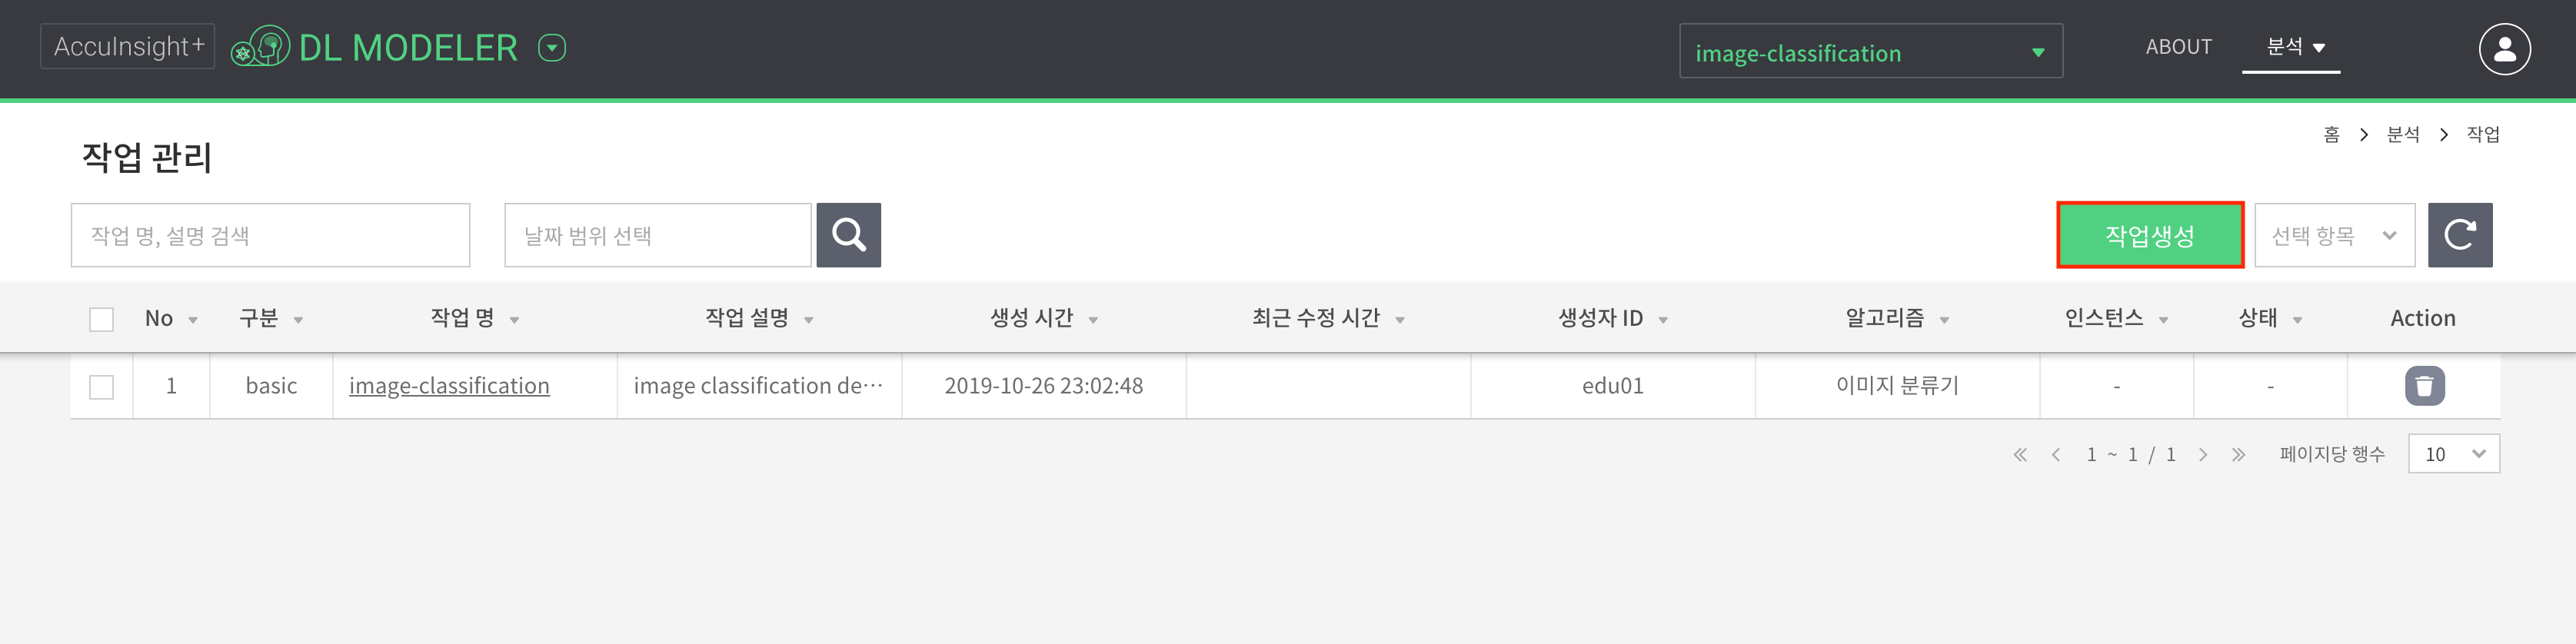 AccuInsight+ DL MODELER image-classification ABOUT 분석
홈 > 분석 > 작업
작업 관리
작업 명, 설명 검색 날짜 범위 선택 작업생성 선택 항목
No 구분 작업 명 작업 설명 생성 시간 최근 수정 시간 생성자 ID 알고리즘 인스턴스 상태 Action
1 basic image-classification image classification de··· 2019-10-26 23:02:48 edu01 이미지 분류기 - -
« < 1 ~ 1 / 1 > » 페이지당 행수 10